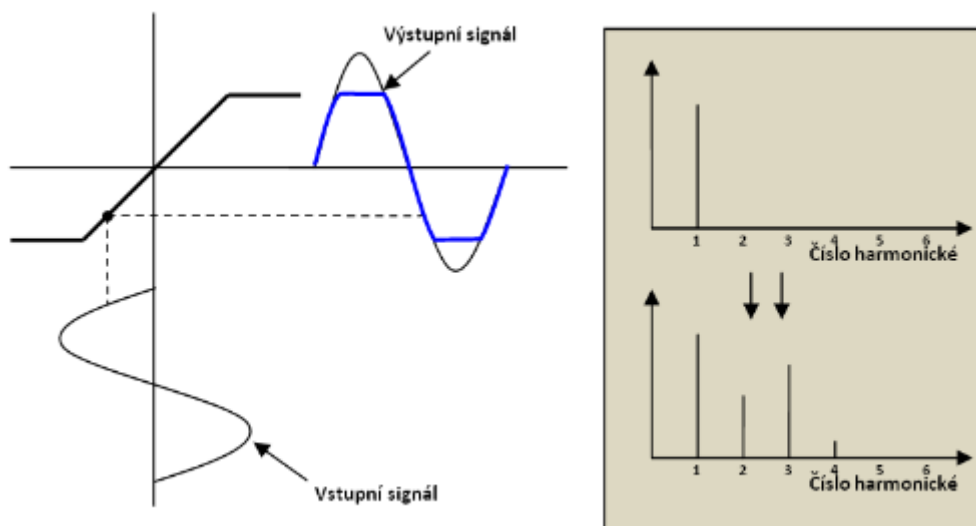 Výstupní signál
Vstupní signál
1 2 3 4 5 6
Číslo harmonické
1 2 3 4 5 6
Číslo harmonické